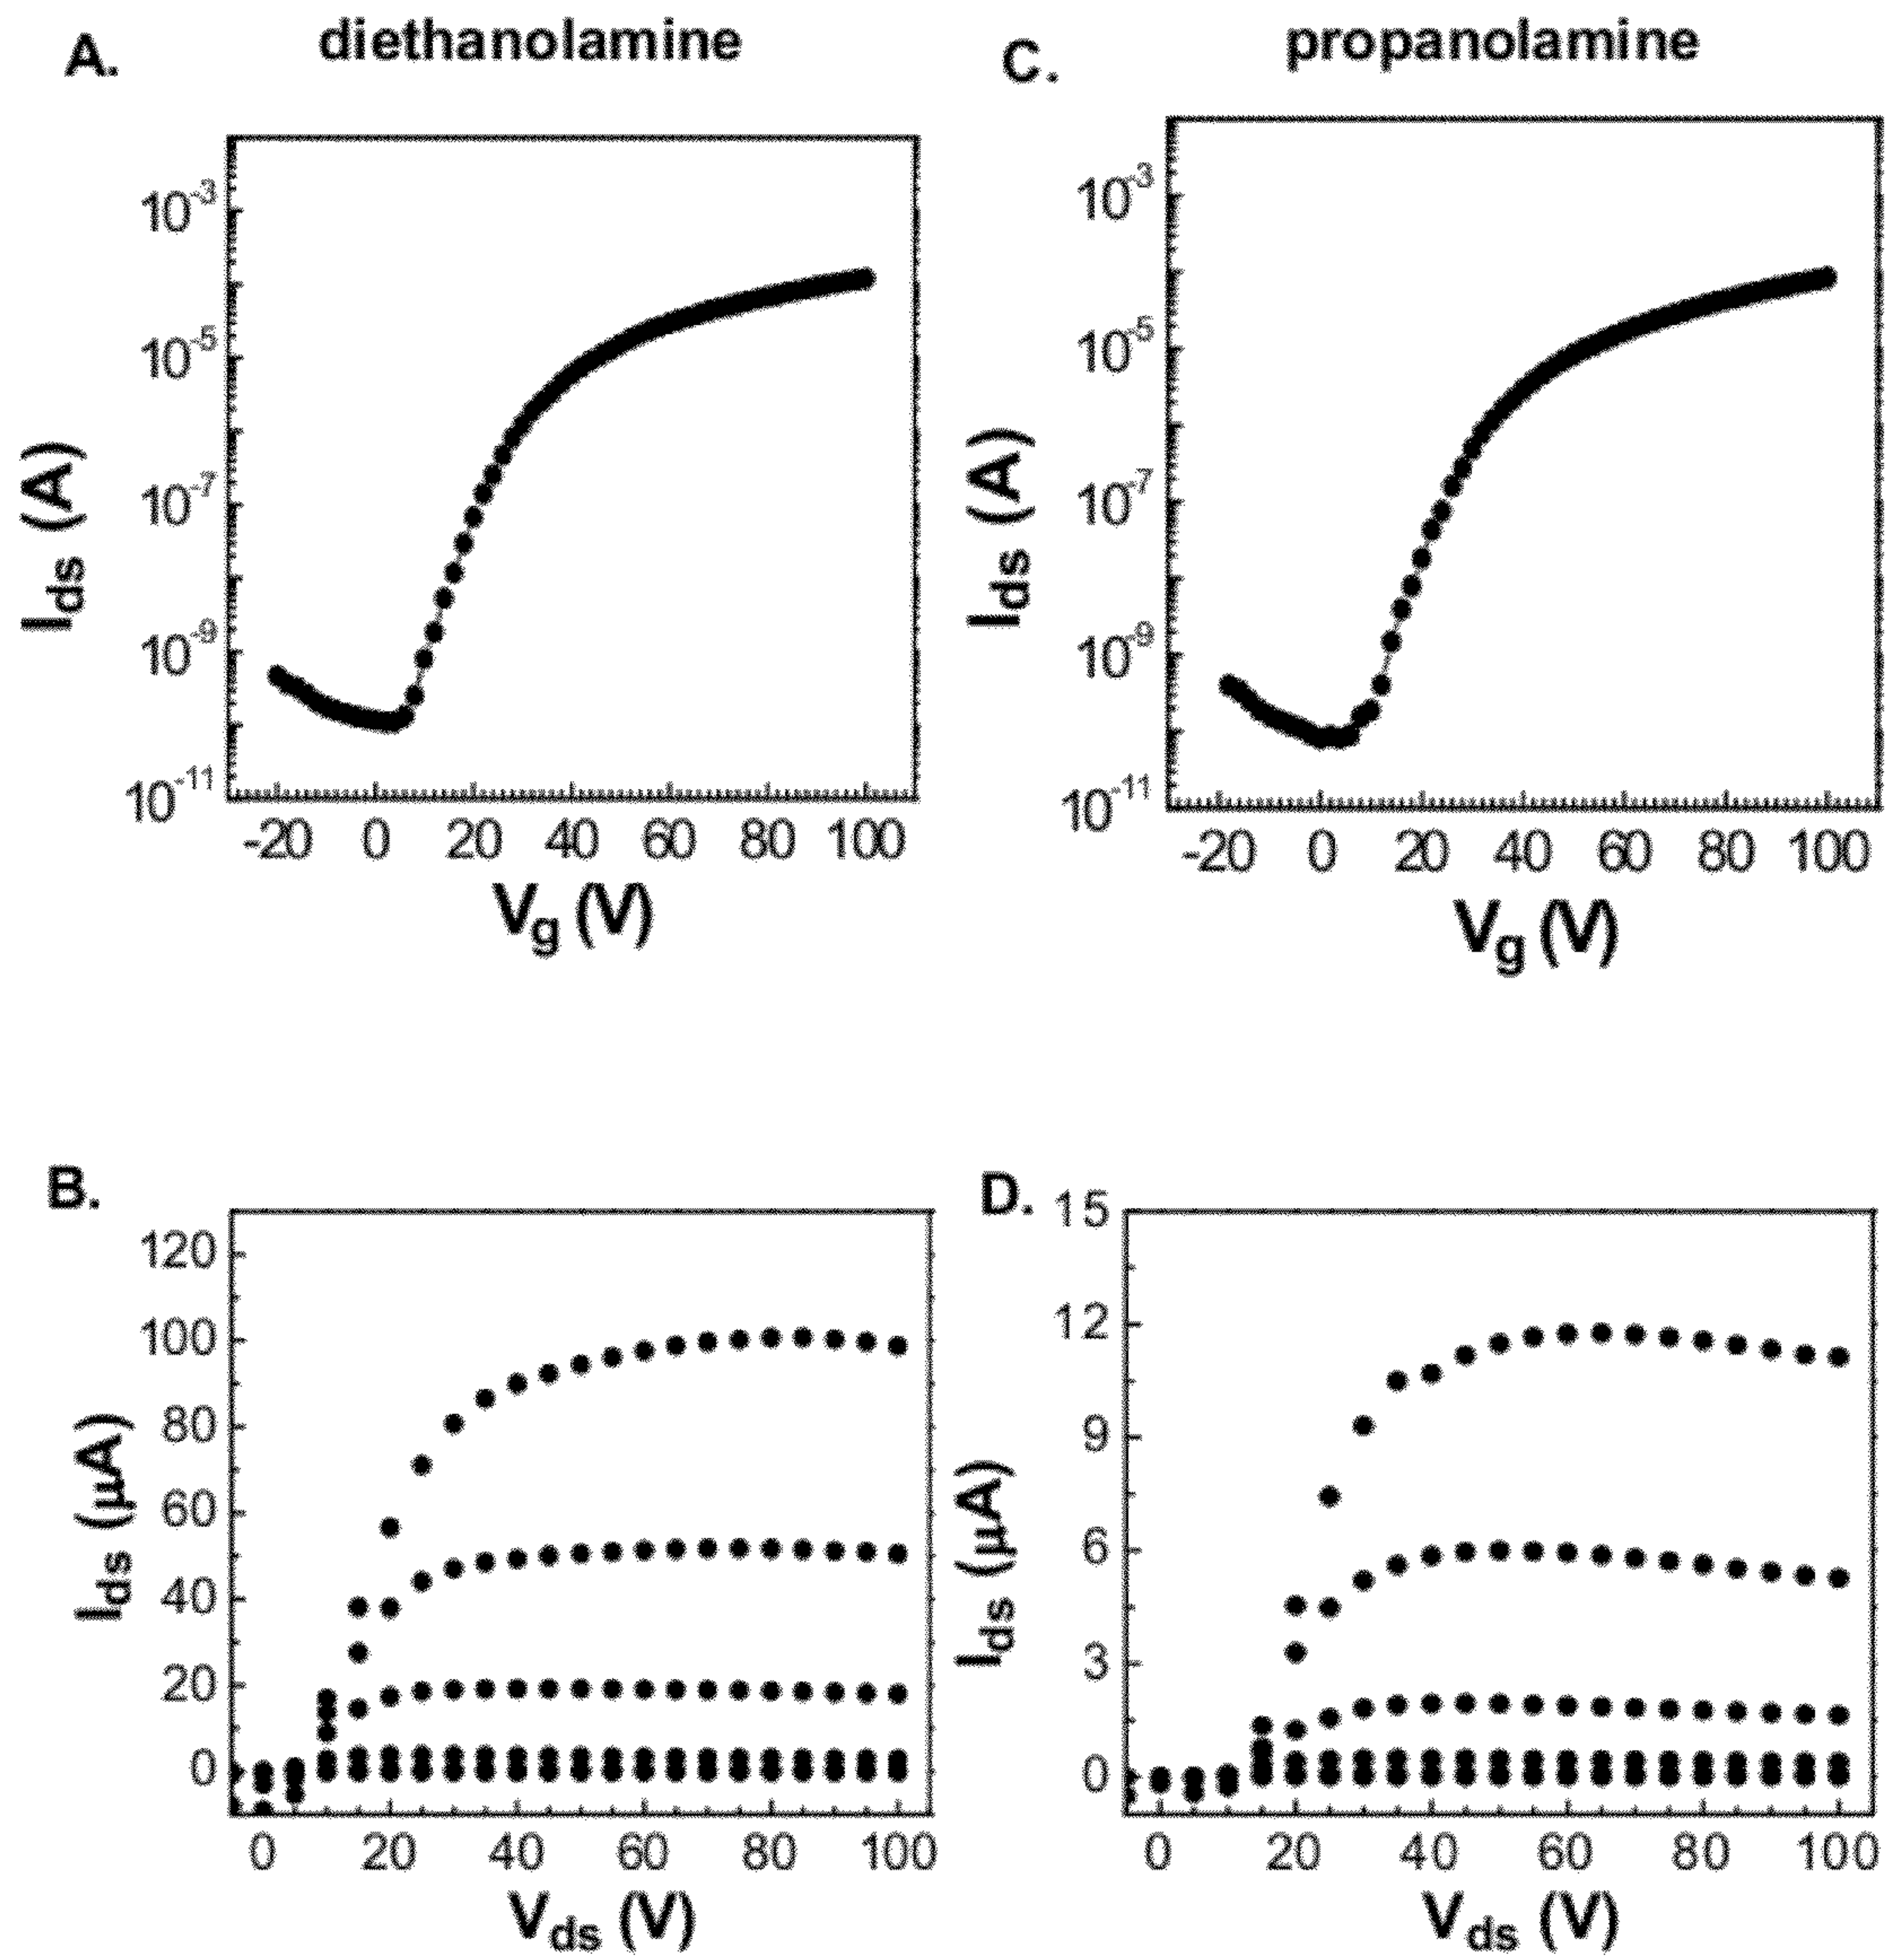 A. diethanolamine
10-3
10-5
10-7
10-9
10-11
Ids (A)
-20 0 20 40 60 80 100
Vg (V)
C. propanolamine
10-3
10-5
10-7
10-9
10-11
Ids (A)
-20 0 20 40 60 80 100
Vg (V)
B.
120
100
80
60
40
20
0
Ids (µA)
0 20 40 60 80 100
Vds (V)
D.
15
12
9
6
3
0
Ids (µA)
0 20 40 60 80 100
Vds (V)